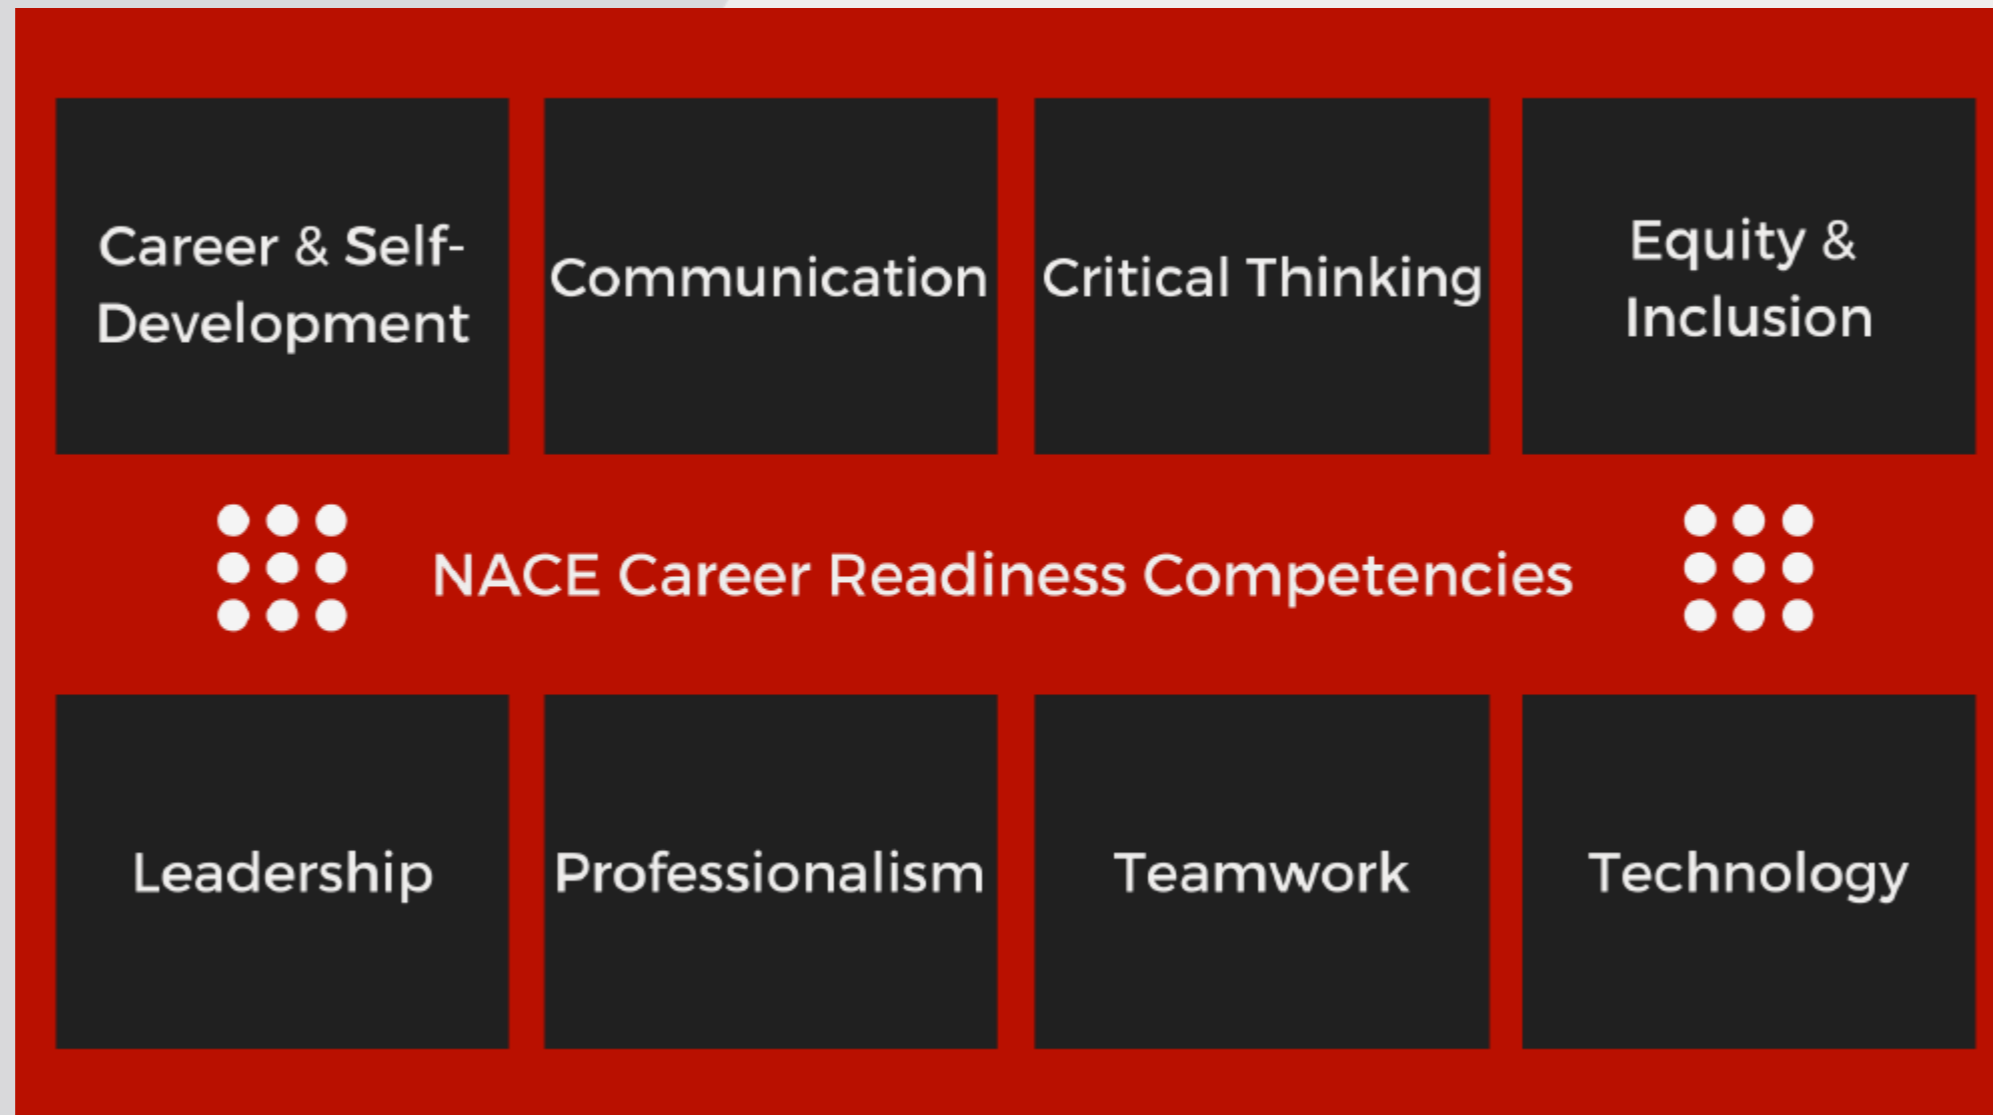 Career & Self-
Development
Communication
Critical Thinking
Equity &
Inclusion
NACE Career Readiness Competencies
Leadership
Professionalism
Teamwork
Technology